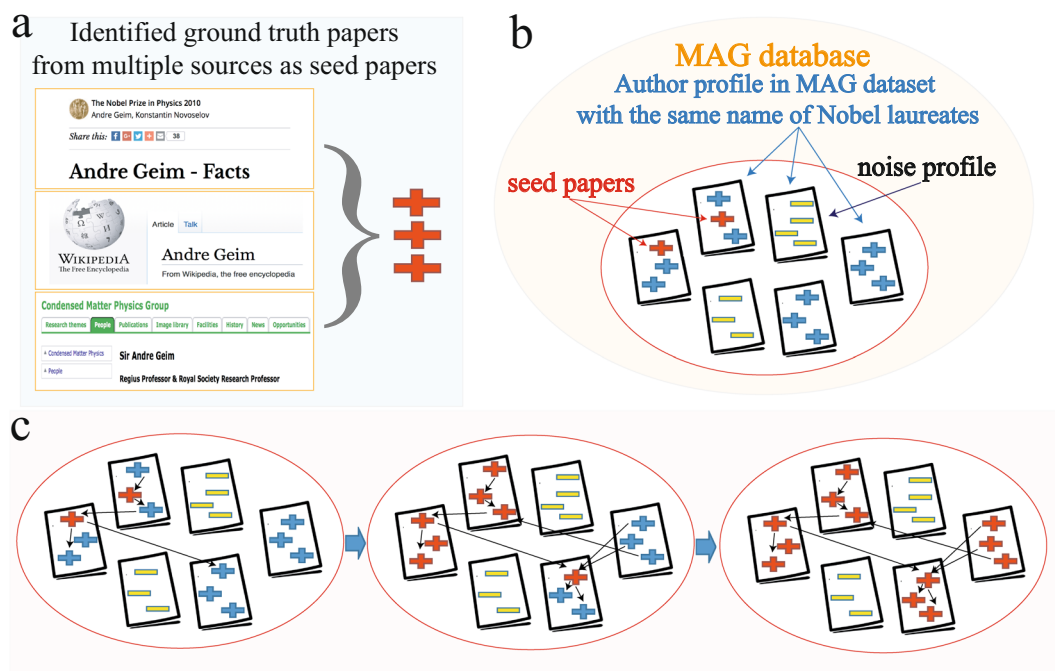 a
Identified ground truth papers
from multiple sources as seed papers
The Nobel Prize in Physics 2010
Andre Geim, Konstantin Novoselov
Share this:
38
Andre Geim - Facts
Article Talk
WIKIPEDIA
The Free Encyclopedia
Andre Geim
From Wikipedia, the free encyclopedia
Condensed Matter Physics Group
Research themes People Publications Image library Facilities History News Opportunities
Condensed Matter Physics
People
Sir Andre Geim
Regius Professor & Royal Society Research Professor
b
MAG database
Author profile in MAG dataset
with the same name of Nobel laureates
seed papers
noise profile
c